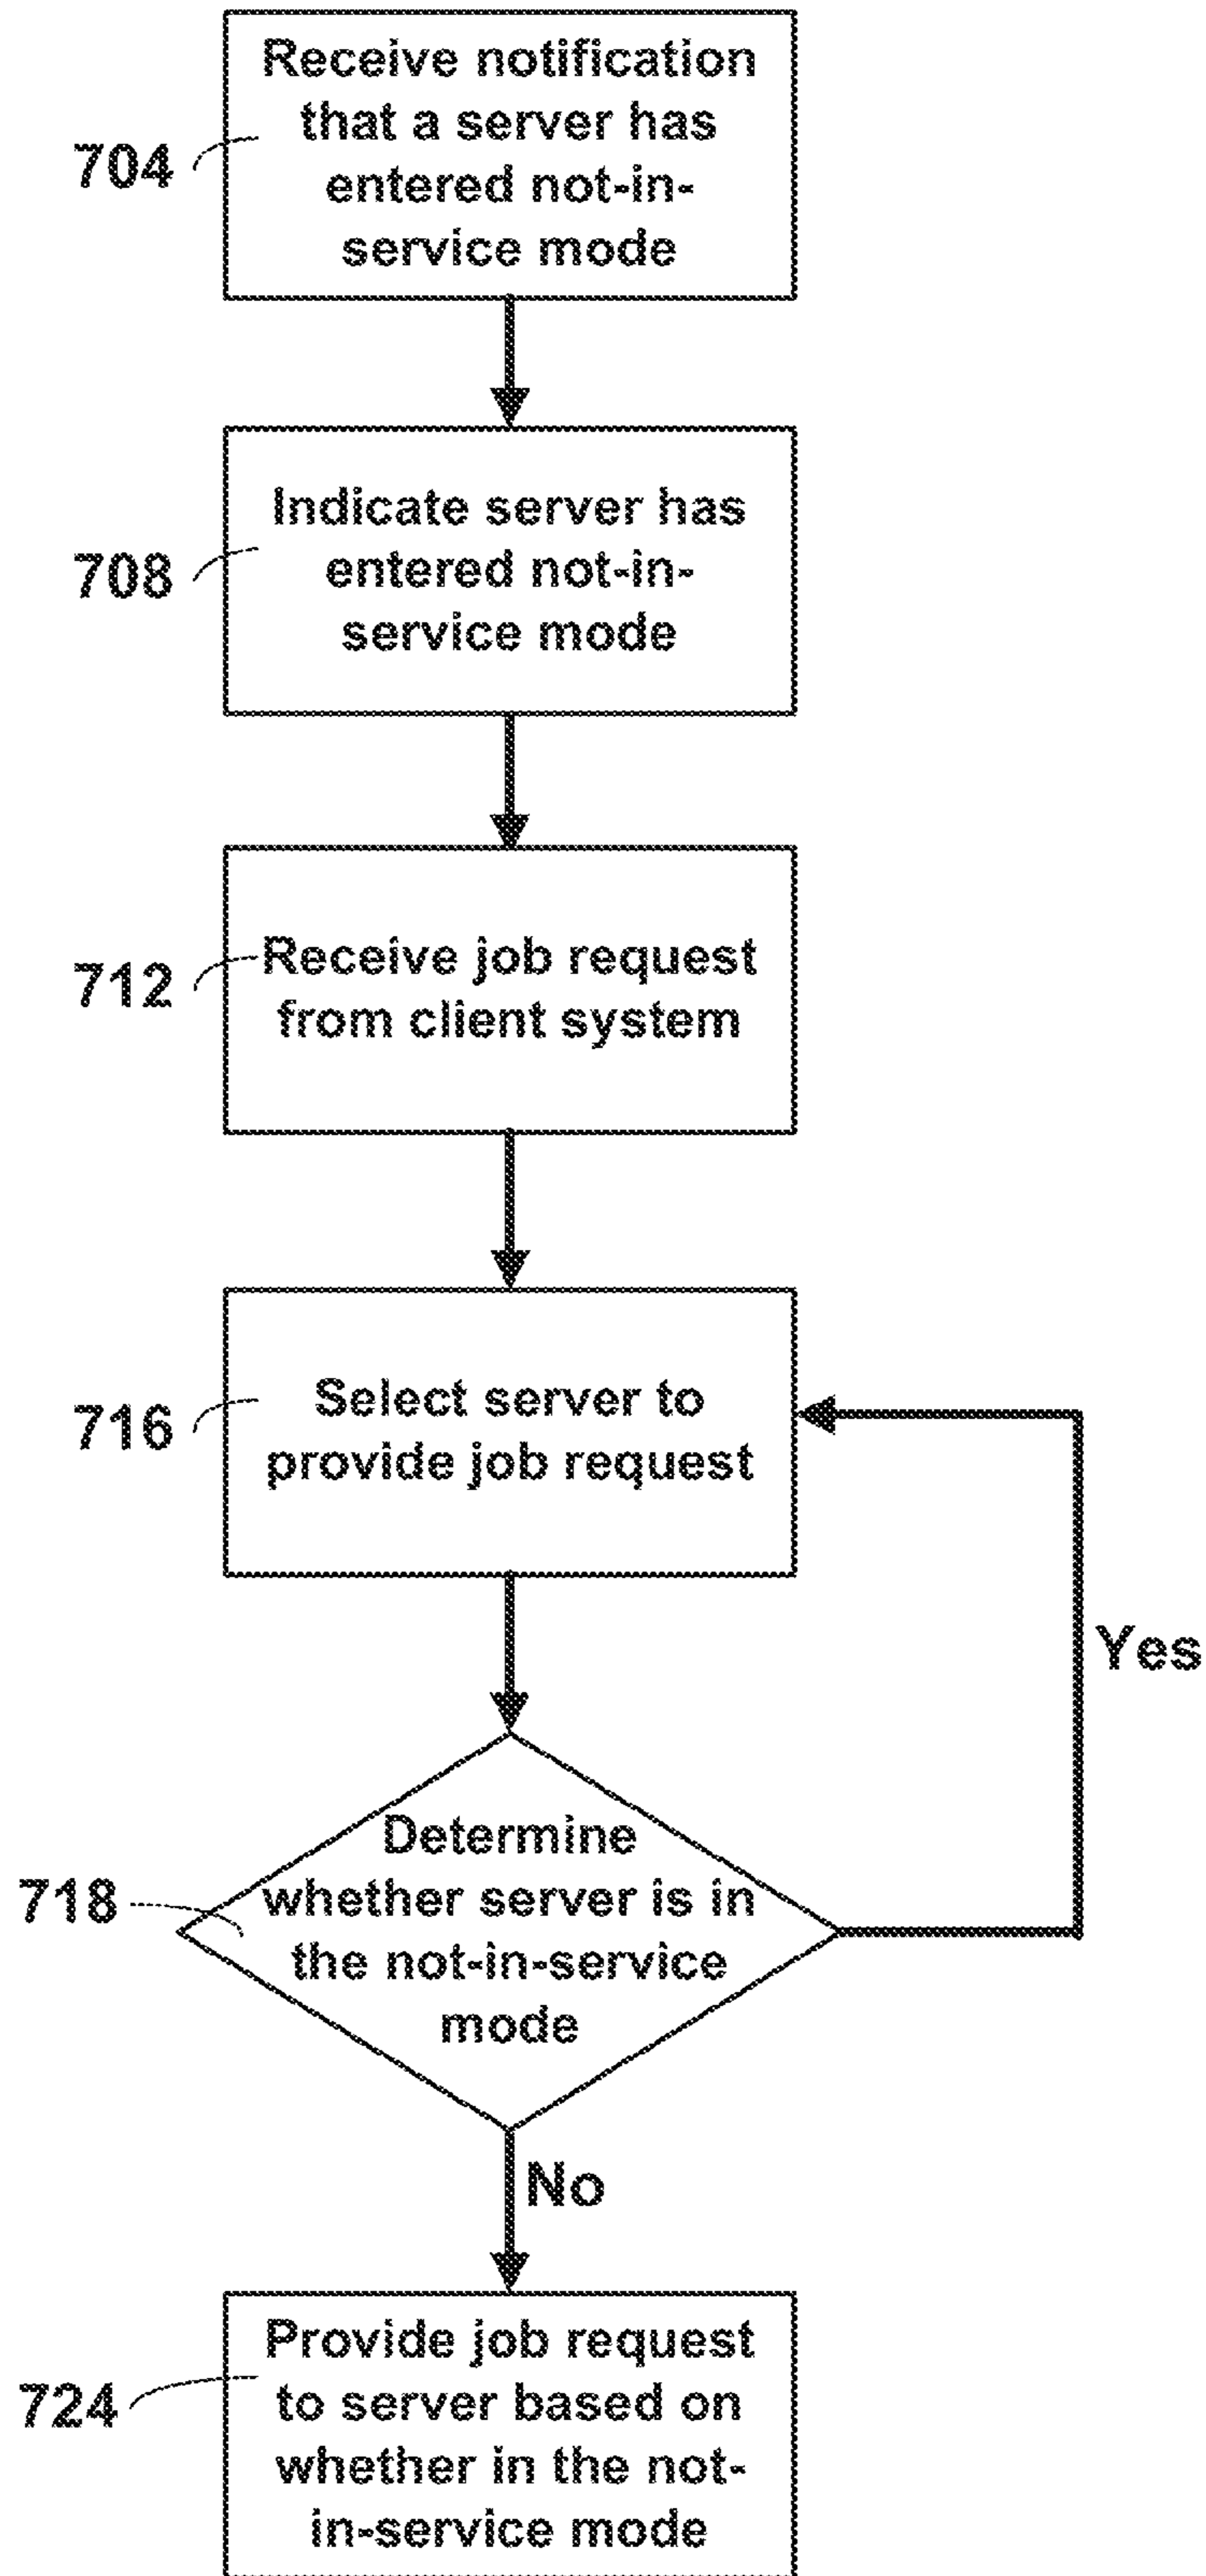 Receive notification
that a server has
entered not-in-
service mode
704
Indicate server has
entered not-in-
service mode
708
Receive job request
from client system
712
Select server to
provide job request
716
Yes
Determine
whether server is in
the not-in-service
mode
718
No
Provide job request
to server based on
whether in the not-
in-service mode
724